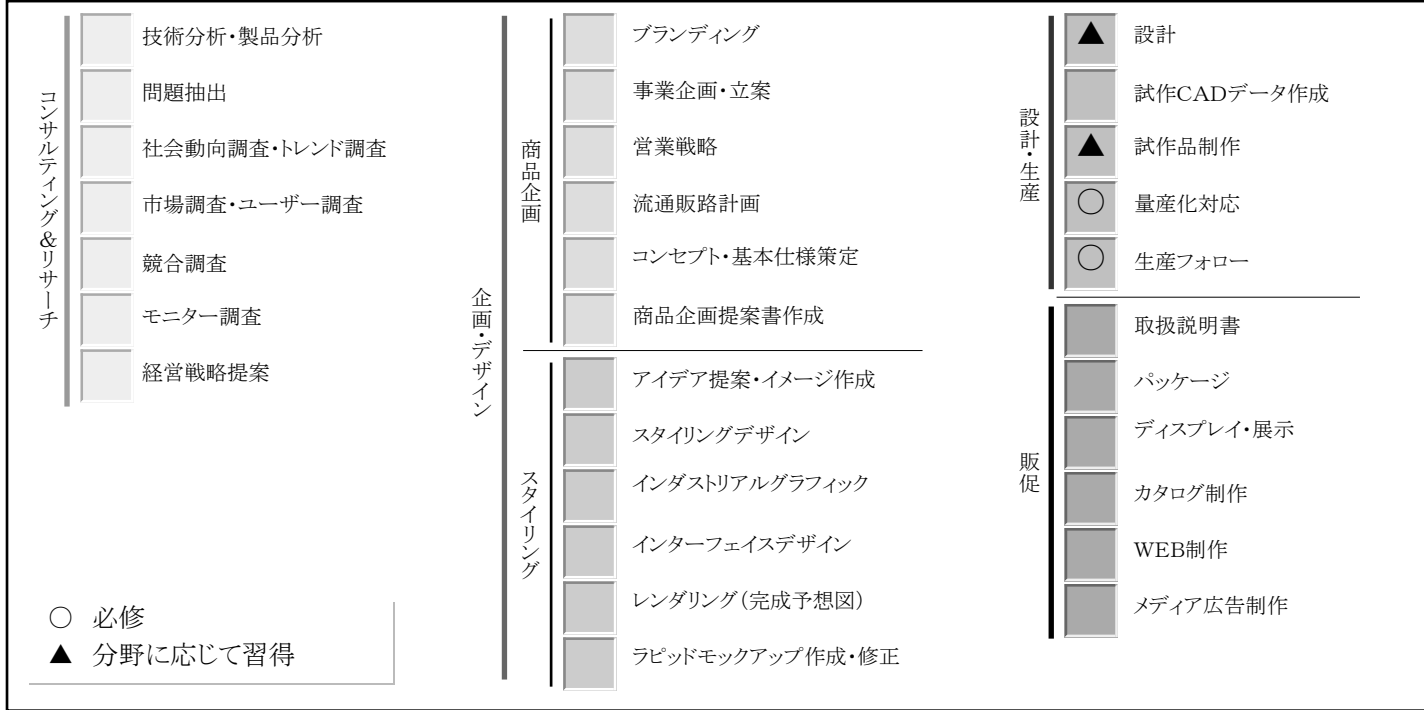 コンサルティング&リサーチ
技術分析・製品分析
問題抽出
社会動向調査・トレンド調査
市場調査・ユーザー調査
競合調査
モニター調査
経営戦略提案
企画・デザイン
商品企画
ブランディング
事業企画・立案
営業戦略
流通販路計画
コンセプト・基本仕様策定
商品企画提案書作成
スタイリング
アイデア提案・イメージ作成
スタイリングデザイン
インダストリアルグラフィック
インターフェイスデザイン
レンダリング(完成予想図)
ラピッドモックアップ作成・修正
設計・生産
▲ 設計
試作CADデータ作成
▲ 試作品制作
○ 量産化対応
○ 生産フォロー
販促
取扱説明書
パッケージ
ディスプレイ・展示
カタログ制作
WEB制作
メディア広告制作
○ 必修
▲ 分野に応じて習得